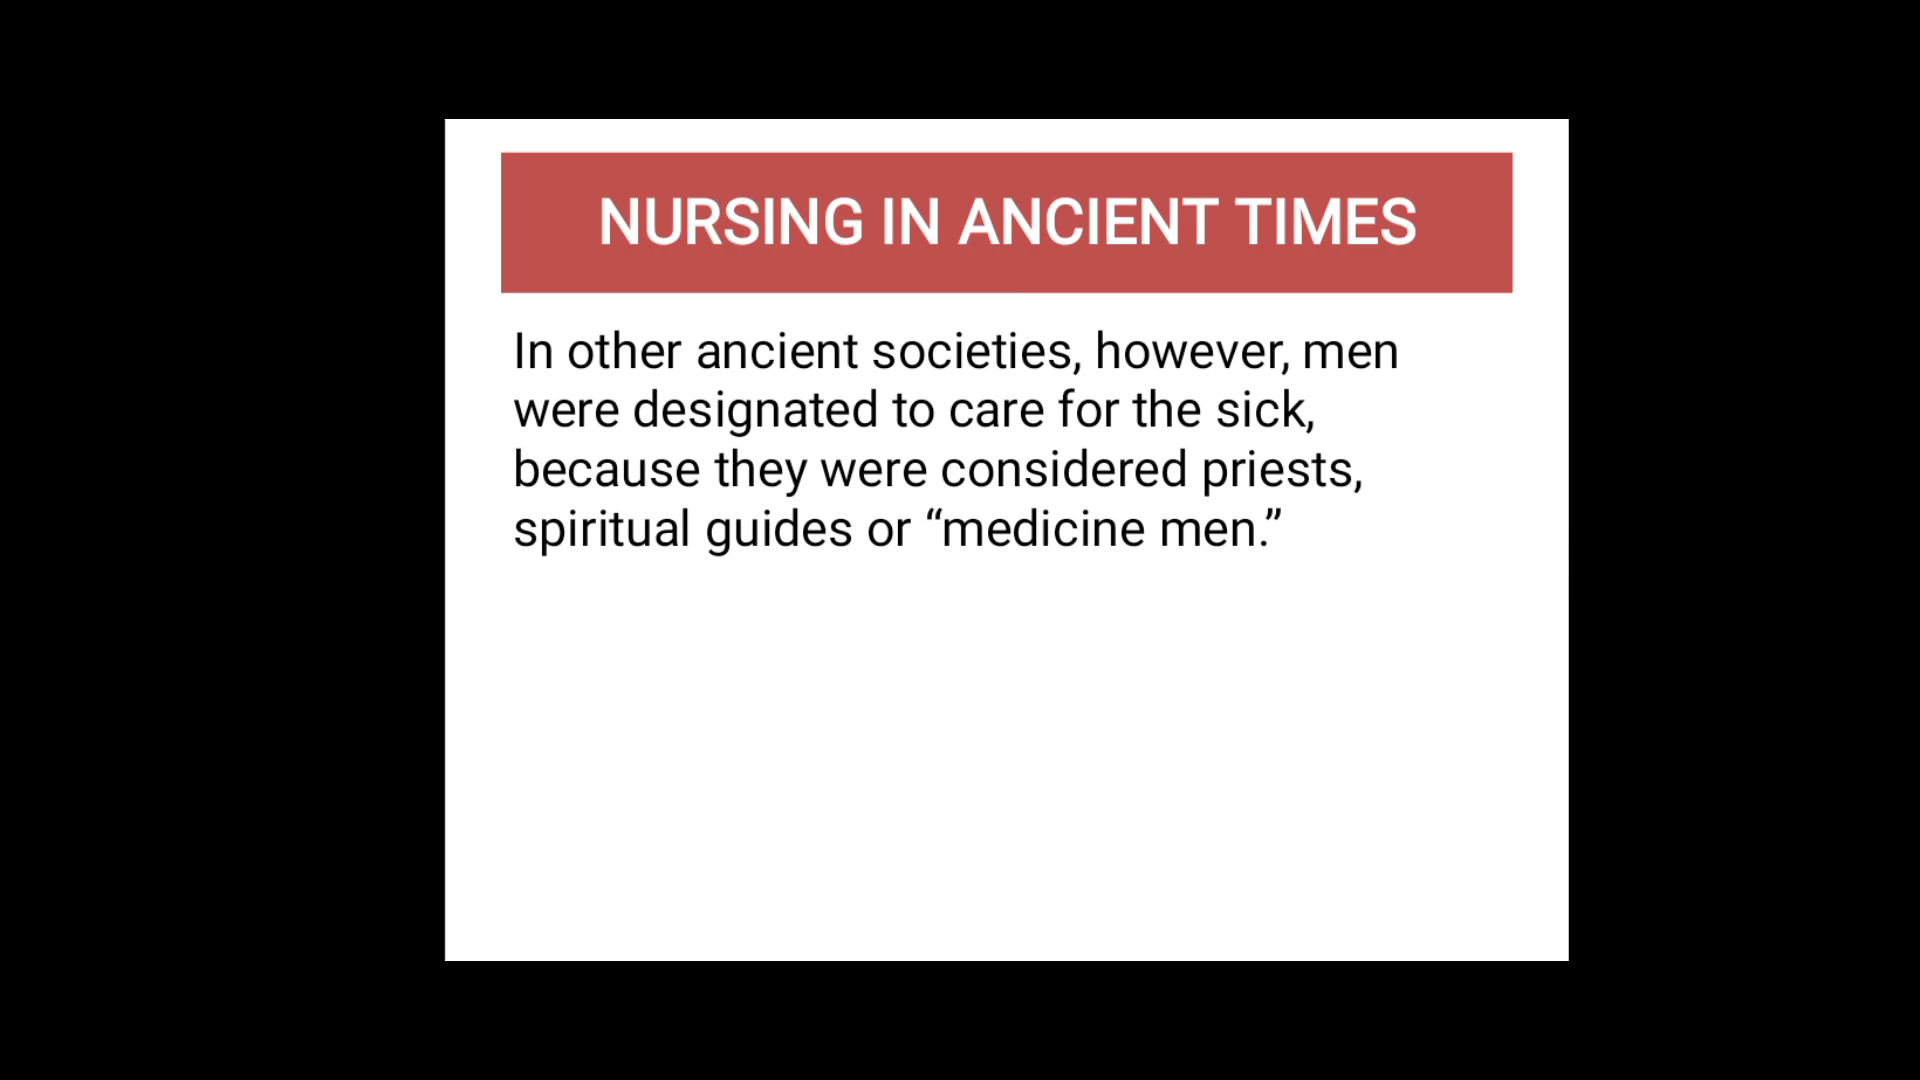 NURSING IN ANCIENT TIMES
In other ancient societies, however, men
were designated to care for the sick,
because they were considered priests,
spiritual guides or “medicine men.”